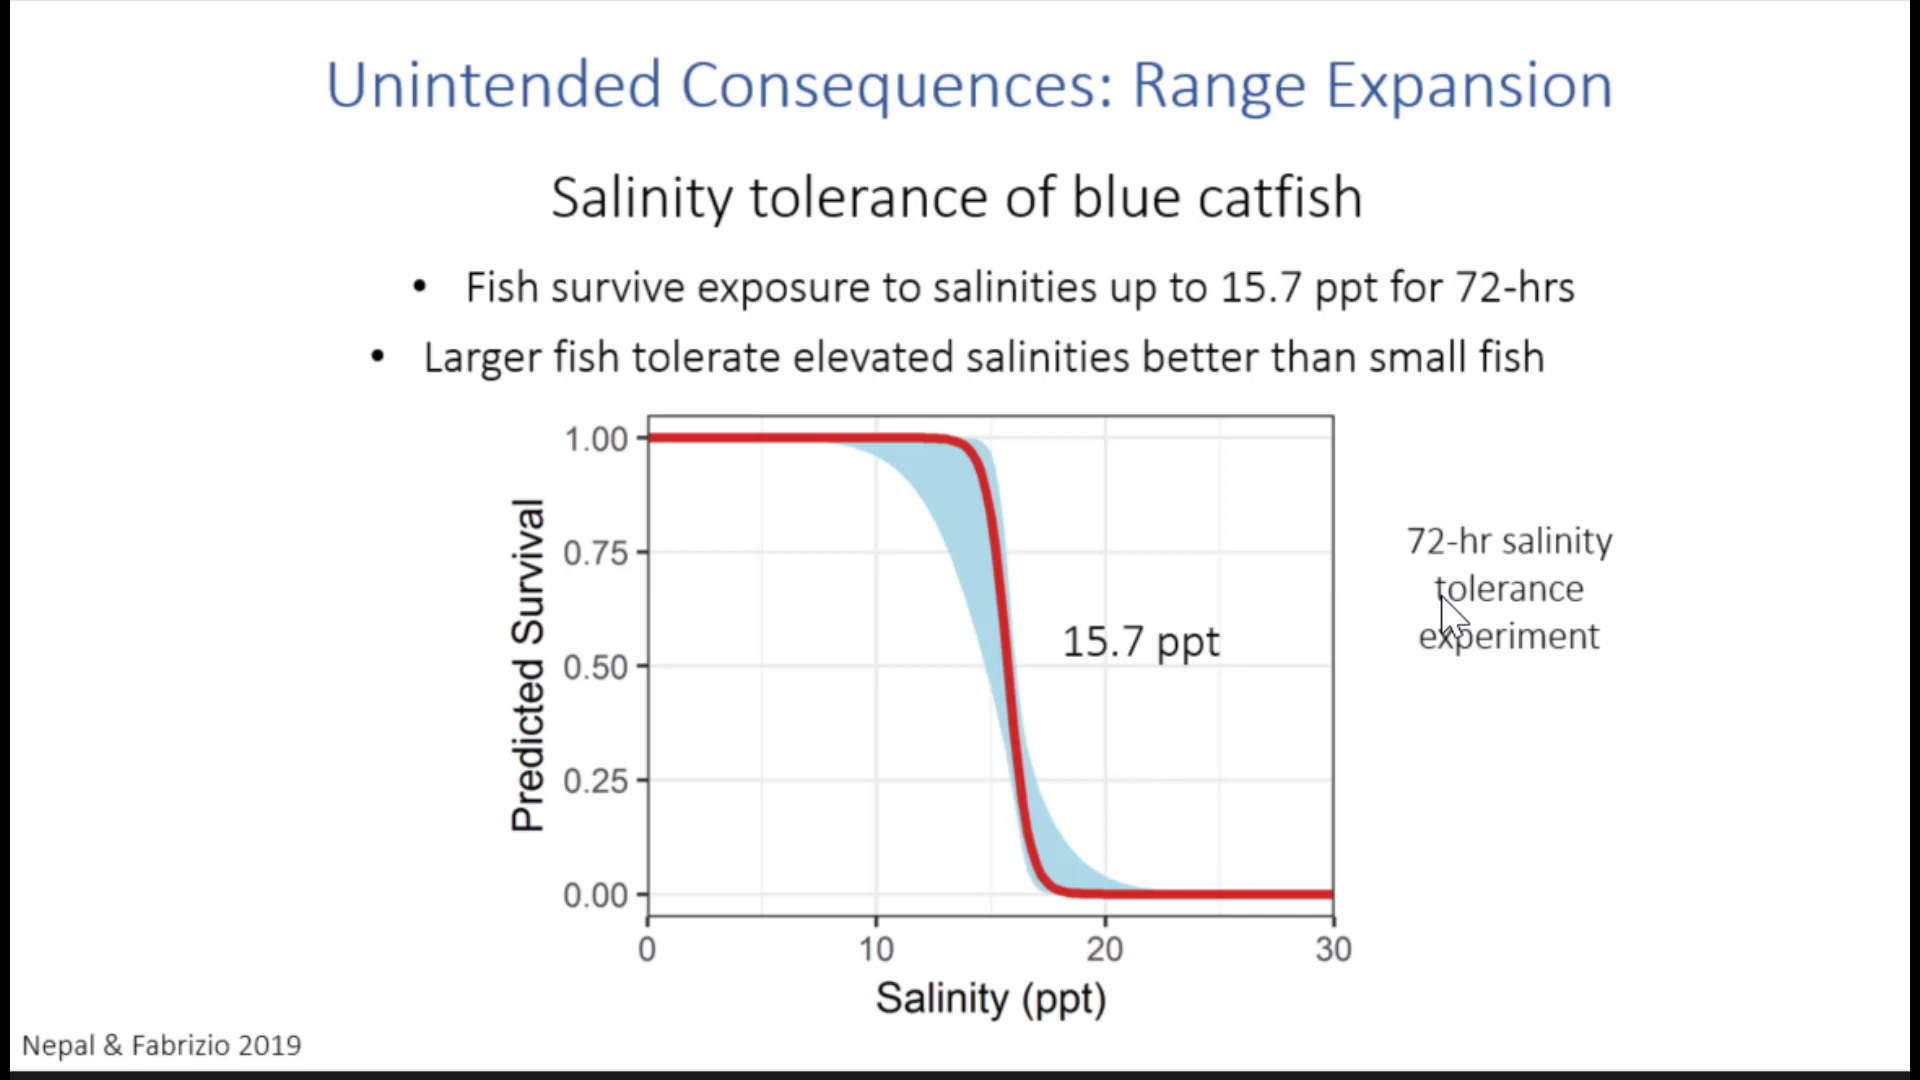 Unintended Consequences: Range Expansion
Salinity tolerance of blue catfish
• Fish survive exposure to salinities up to 15.7 ppt for 72-hrs
• Larger fish tolerate elevated salinities better than small fish
1.00
0.75
0.50
0.25
0.00
Predicted Survival
15.7 ppt
0 10 20 30
Salinity (ppt)
72-hr salinity
tolerance
experiment
Nepal & Fabrizio 2019